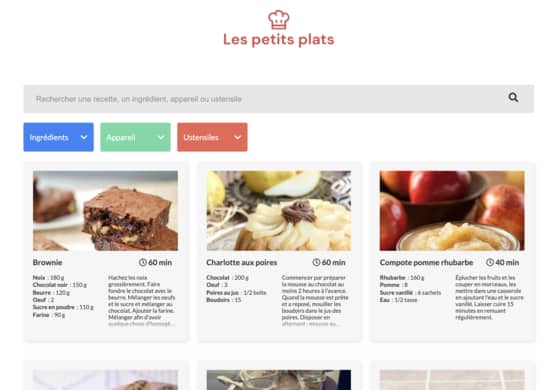 Les petits plats
Rechercher une recette, un ingrédient, appareil ou ustensile
Ingrédients
Appareil
Ustensiles
Brownie
60 min
Noix : 180 g
Chocolat noir : 150 g
Beurre : 120 g
Oeuf : 2
Sucre en poudre : 110 g
Farine : 90 g
Hachez les noix
grossièrement. Faire
fondre le chocolat avec le
beurre. Mélanger les oeufs
et le sucre et mélanger
au chocolat. Ajouter la farine.
Mélanger afin d'avoir
quelque chose d'homogè...
Charlotte aux poires
60 min
Chocolat : 200 g
Oeuf : 3
Poires au jus : 1/2 boîte
Boudoirs : 15
Commencer par préparer
la mousse au chocolat au
moins 2 heures à l'avance.
Quand la mousse est prête
et a reposé, mouiller les
boudoirs dans le jus des
poires. Disposer en
alternant : mousse au...
Compote pomme rhubarbe
40 min
Rhubarbe : 160 g
Pomme : 8
Sucre vanillé : 6 sachets
Eau : 1/2 tasse
Éplucher les fruits et les
couper en morceaux, les
mettre dans une casserole
en ajoutant l'eau et le sucre
vanillé. Laisser cuire 15
minutes en remuant
régulièrement.